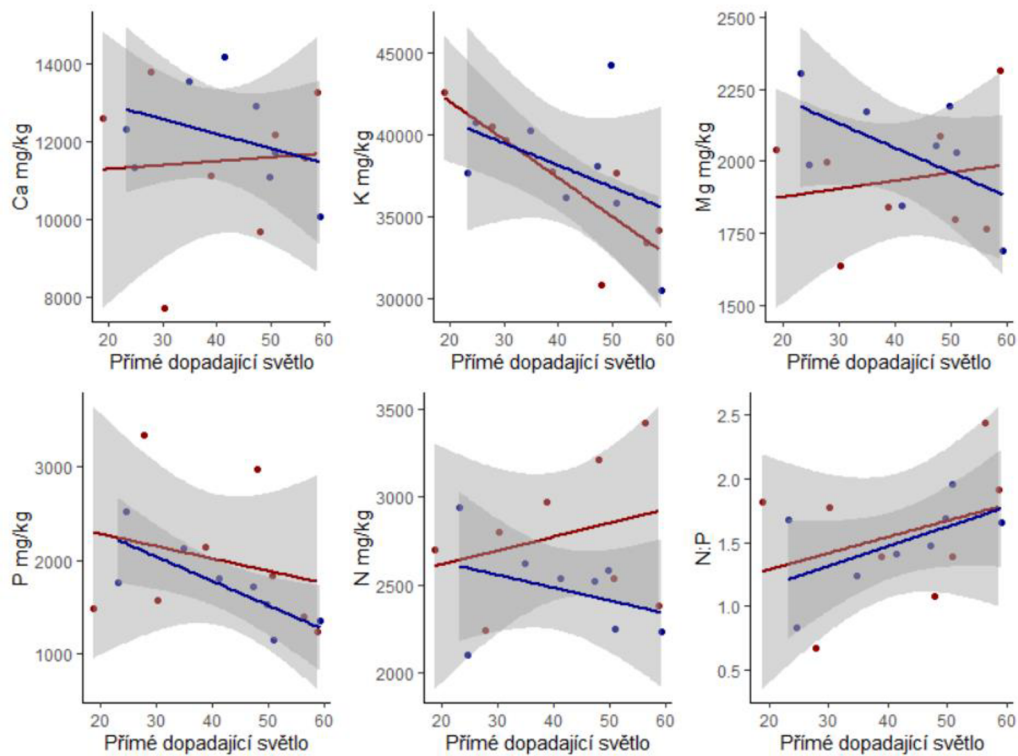 Ca mg/kg
14000
12000
10000
8000
20 30 40 50 60
Přímé dopadající světlo
K mg/kg
45000
40000
35000
30000
20 30 40 50 60
Přímé dopadající světlo
Mg mg/kg
2500
2250
2000
1750
1500
20 30 40 50 60
Přímé dopadající světlo
P mg/kg
3000
2000
1000
20 30 40 50 60
Přímé dopadající světlo
N mg/kg
3500
3000
2500
2000
20 30 40 50 60
Přímé dopadající světlo
N:P
2.5
2.0
1.5
1.0
0.5
20 30 40 50 60
Přímé dopadající světlo